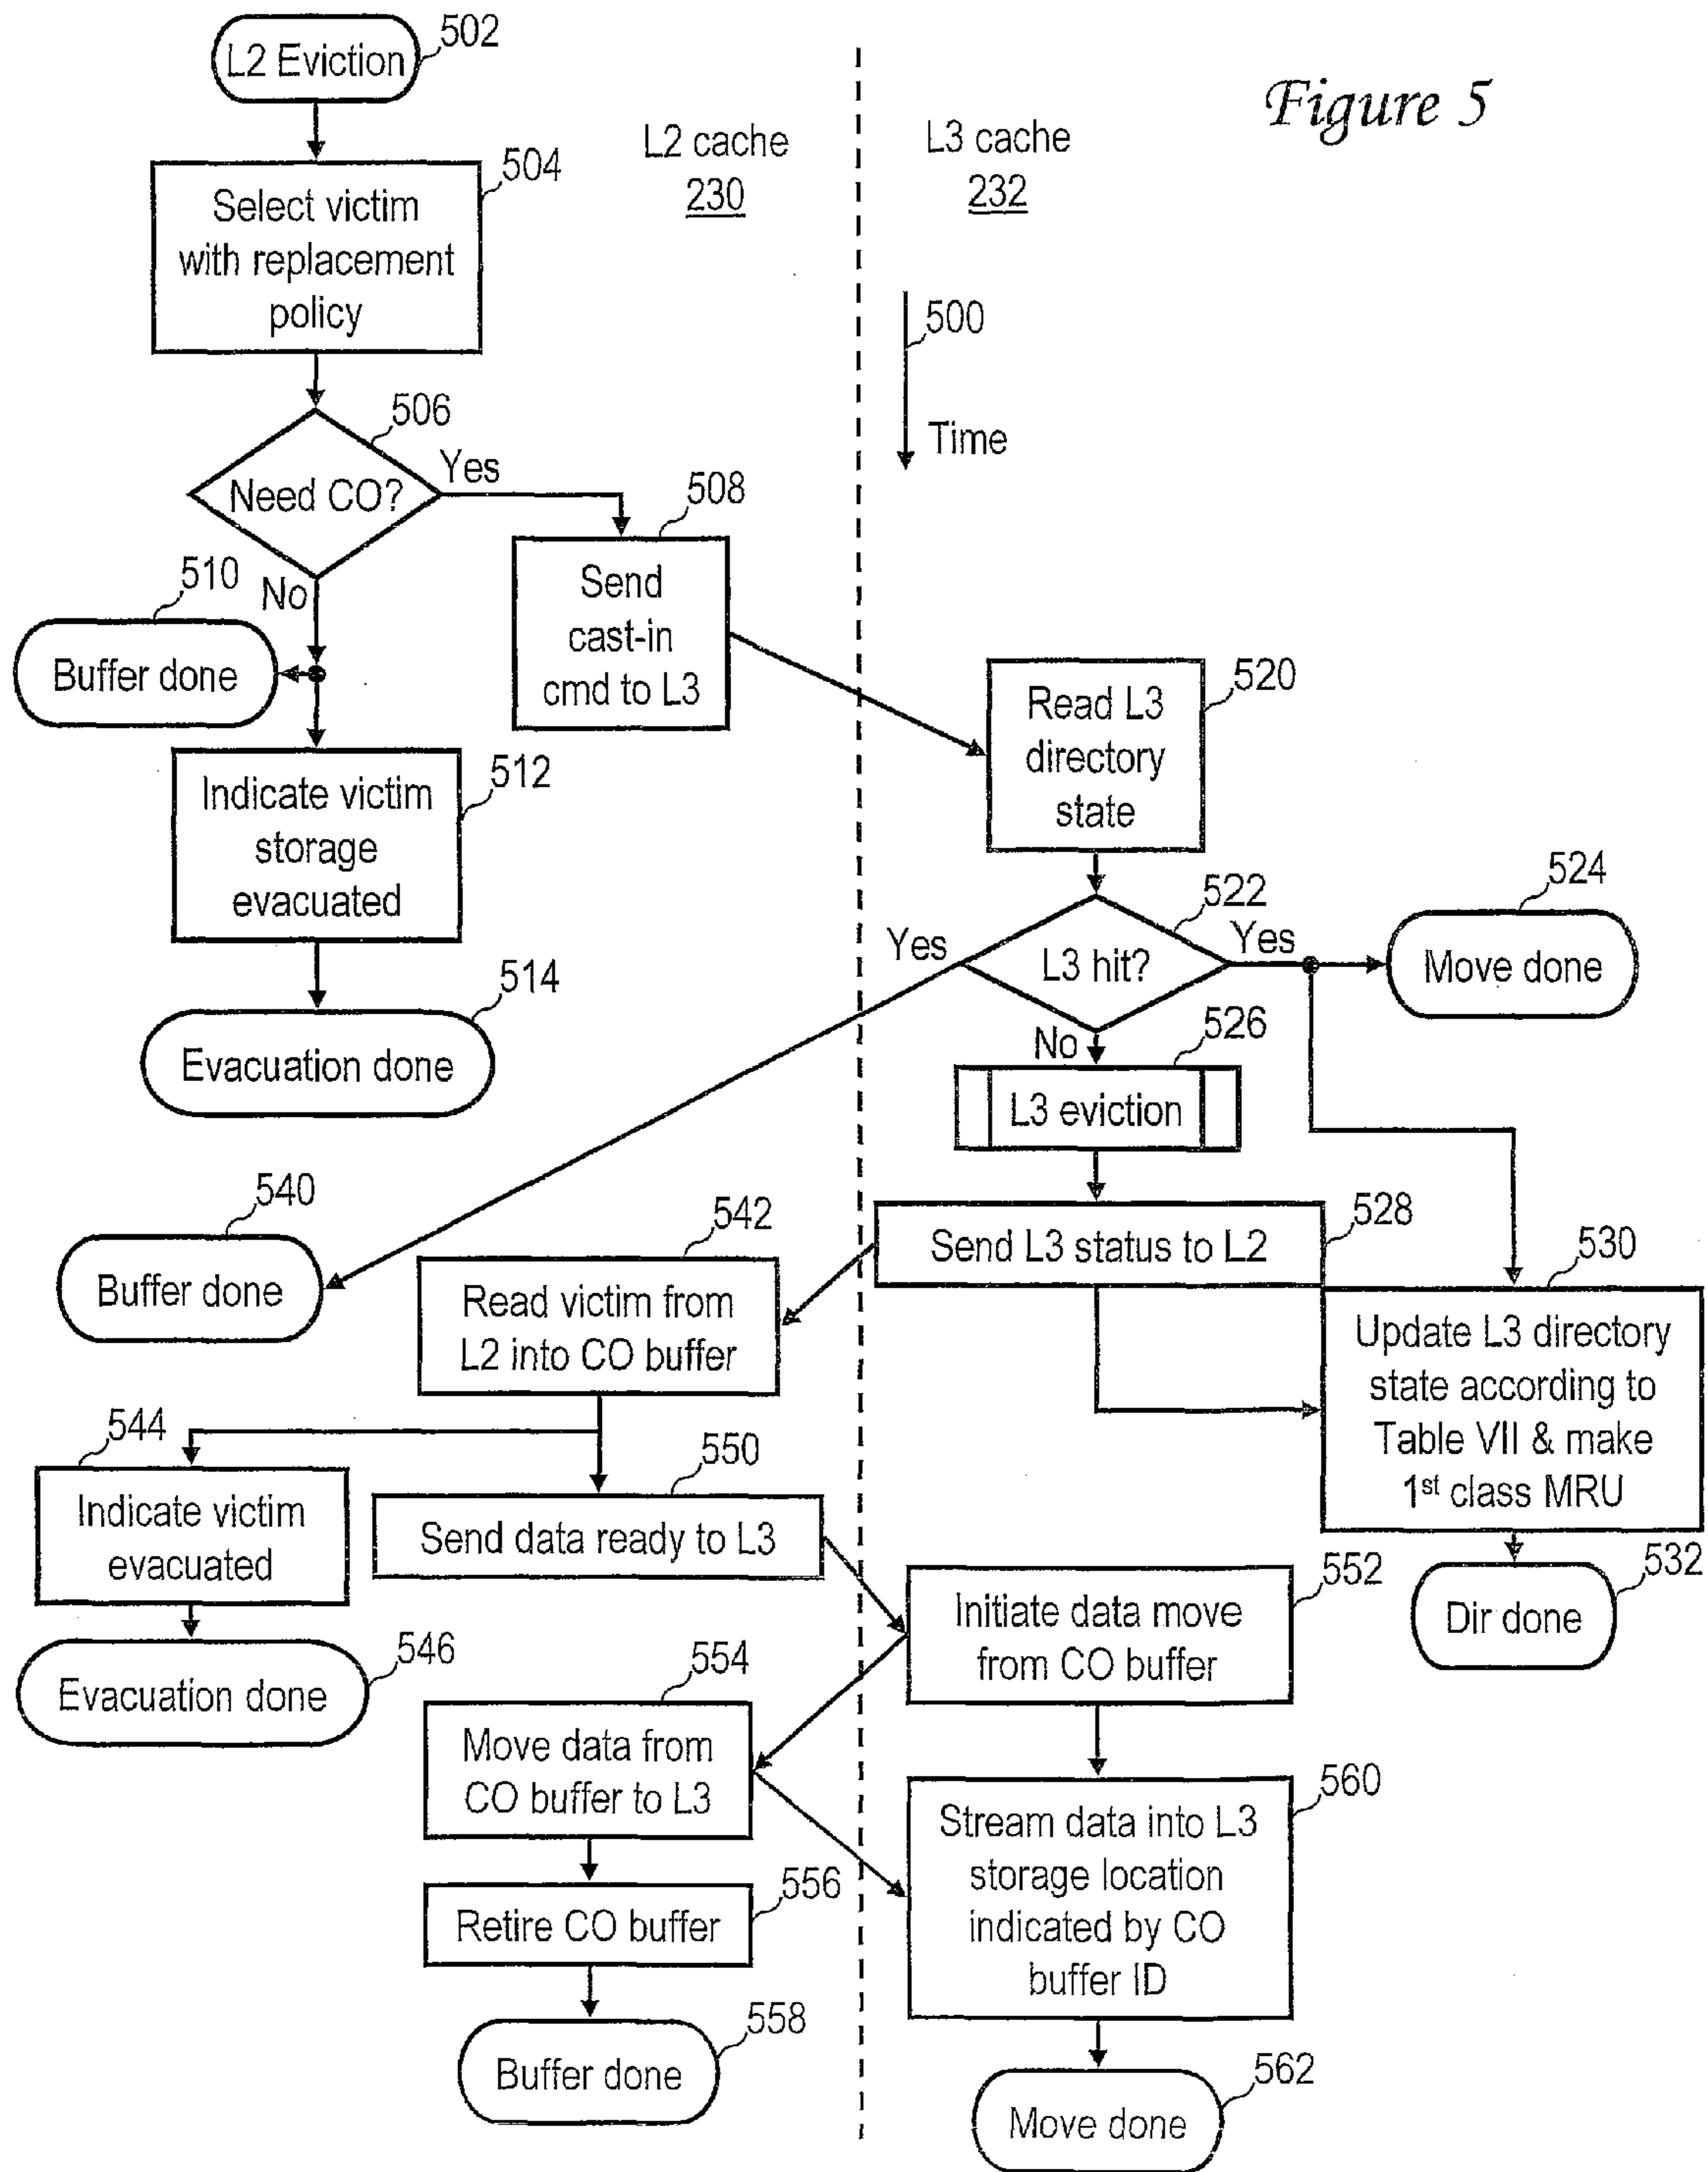 Figure 5
L2 Eviction
502
L2 cache
230
L3 cache
232
504
Select victim
with replacement
policy
500
Time
506
Need CO?
Yes
No
508
Send
cast-in
cmd to L3
510
Buffer done
512
Indicate victim
storage
evacuated
514
Evacuation done
520
Read L3
directory
state
522
L3 hit?
Yes
Yes
No
524
Move done
526
L3 eviction
528
Send L3 status to L2
530
Update L3 directory
state according to
Table VII & make
1st class MRU
532
Dir done
540
Buffer done
542
Read victim from
L2 into CO buffer
544
Indicate victim
evacuated
546
Evacuation done
550
Send data ready to L3
552
Initiate data move
from CO buffer
554
Move data from
CO buffer to L3
556
Retire CO buffer
558
Buffer done
560
Stream data into L3
storage location
indicated by CO
buffer ID
562
Move done